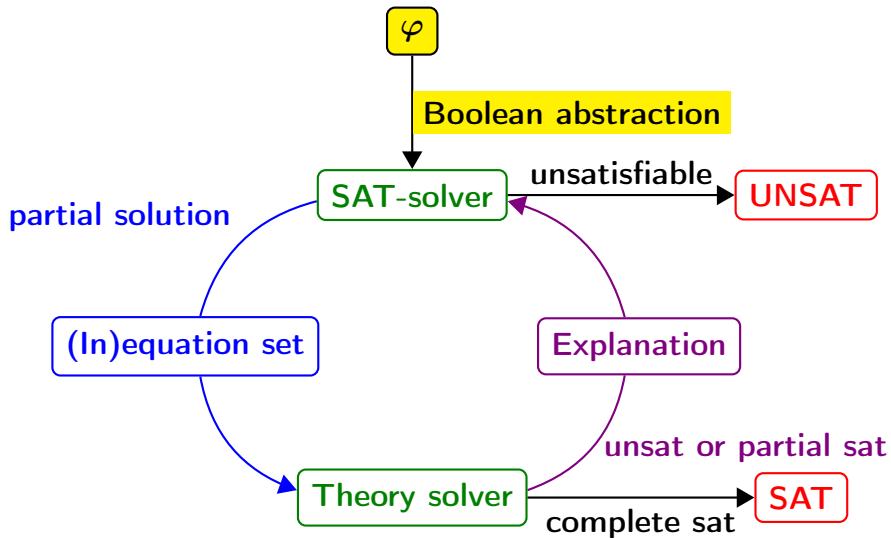 φ
Boolean abstraction
unsatisfiable
SAT-solver
UNSAT
partial solution
(In)equation set
Explanation
unsat or partial sat
Theory solver
SAT
complete sat